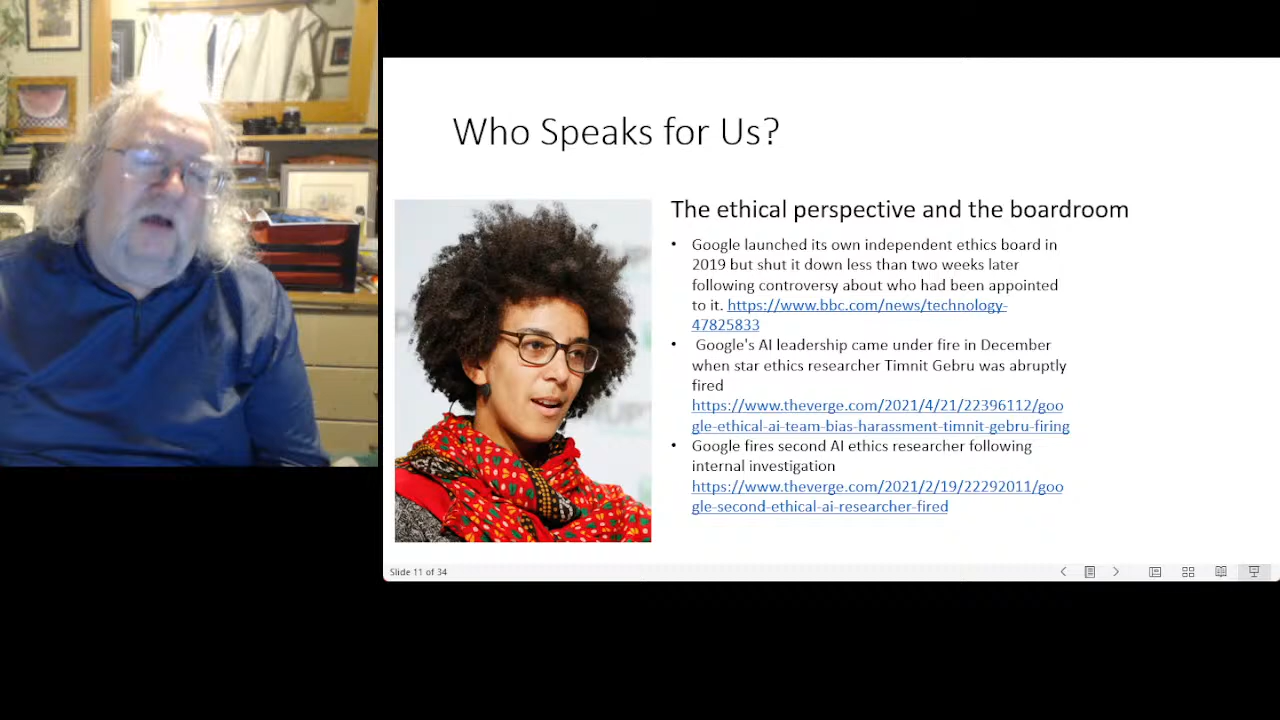 Who Speaks for Us?
The ethical perspective and the boardroom
• Google launched its own independent ethics board in
2019 but shut it down less than two weeks later
following controversy about who had been appointed
to it. https://www.bbc.com/news/technology-
47825833
• Google's AI leadership came under fire in December
when star ethics researcher Timnit Gebru was abruptly
fired
https://www.theverge.com/2021/4/21/22396112/goo
gle-ethical-ai-team-bias-harassment-timnit-gebru-firing
• Google fires second AI ethics researcher following
internal investigation
https://www.theverge.com/2021/2/19/22292011/goo
gle-second-ethical-ai-researcher-fired
Slide 11 of 34